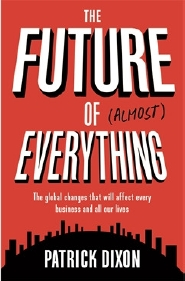 THE
FUTURE
OF (ALMOST)
EVERYTHING
The global changes that will affect every
business and all our lives
PATRICK DIXON